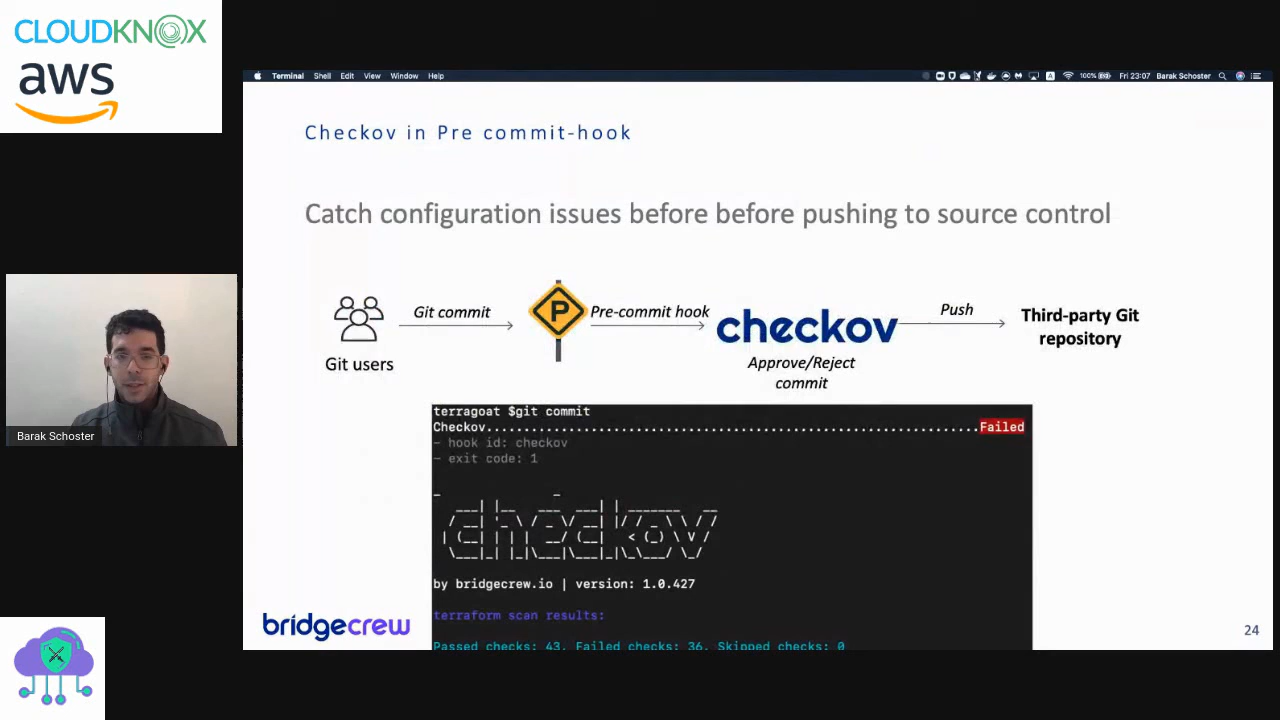 CLOUDKNOX
aws
Terminal Shell Edit View Window Help
100% Fri 23:07 Barak Schoster
Checkov in Pre commit-hook
Catch configuration issues before before pushing to source control
Git commit
Pre-commit hook
Push
P
checkov
Third-party Git
repository
Git users
Approve/Reject
commit
terragoat $git commit
Checkov.................................................................Failed
- hook id: checkov
- exit code: 1
checkov
by bridgecrew.io | version: 1.0.427
terraform scan results:
Passed checks: 43, Failed checks: 36, Skipped checks: 0
Barak Schoster
bridgecrew
24